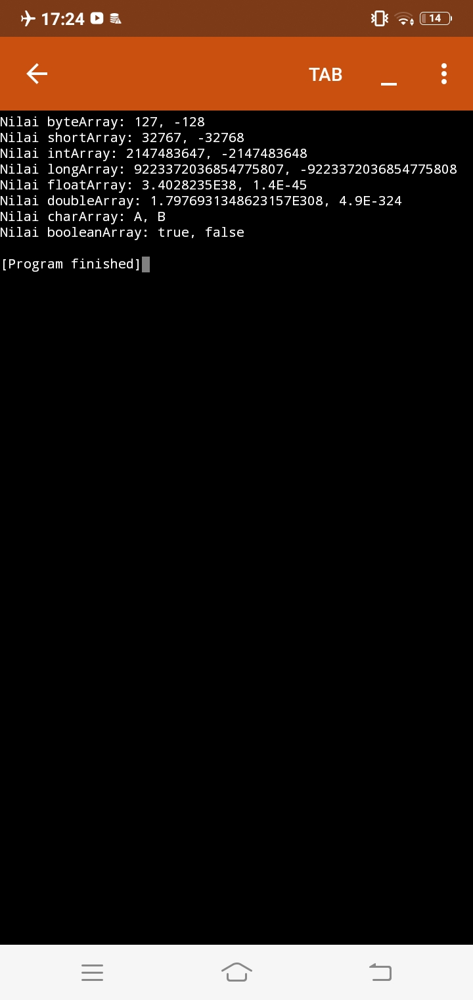 17:24
14
TAB
Nilai byteArray: 127, -128
Nilai shortArray: 32767, -32768
Nilai intArray: 2147483647, -2147483648
Nilai longArray: 9223372036854775807, -9223372036854775808
Nilai floatArray: 3.4028235E38, 1.4E-45
Nilai doubleArray: 1.7976931348623157E308, 4.9E-324
Nilai charArray: A, B
Nilai booleanArray: true, false
[Program finished]